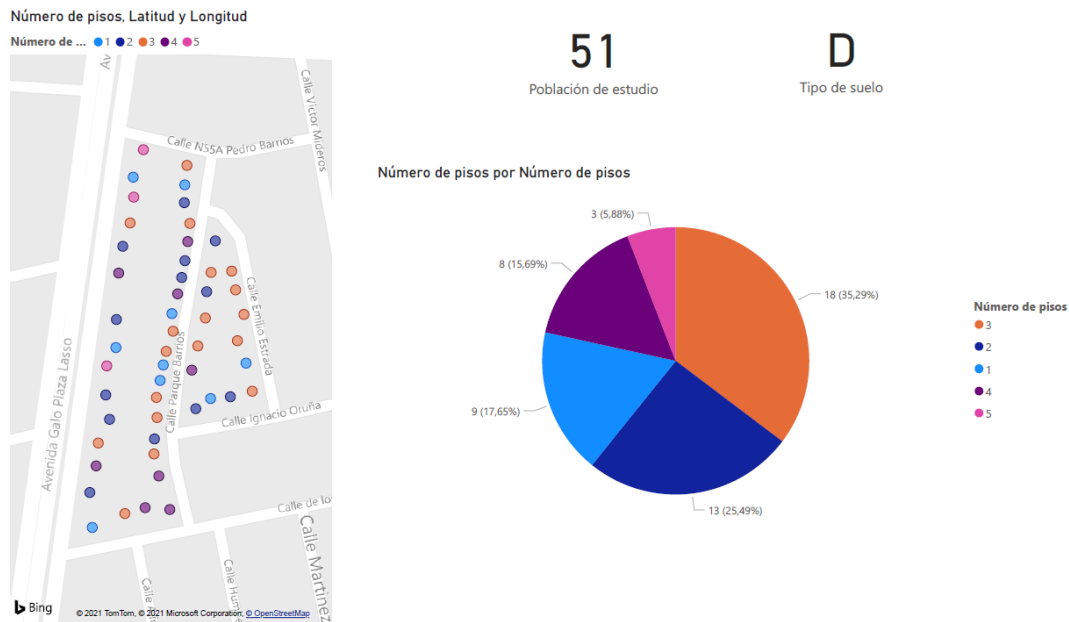 Número de pisos, Latitud y Longitud
Número de ... 1 2 3 4 5
Av
Calle Víctor Mideros
Calle N55A Pedro Barrios
Calle Emilio Estrada
Calle Parque Barrios
Avenida Galo Plaza Lasso
Calle Ignacio Oruña
Calle de lo
Calle Martinez
Calle Hum
Calle
Bing
© 2021 TomTom, © 2021 Microsoft Corporation, © OpenStreetMap
51
Población de estudio
D
Tipo de suelo
Número de pisos por Número de pisos
3 (5,88%)
8 (15,69%)
18 (35,29%)
9 (17,65%)
13 (25,49%)
Número de pisos
3
2
1
4
5